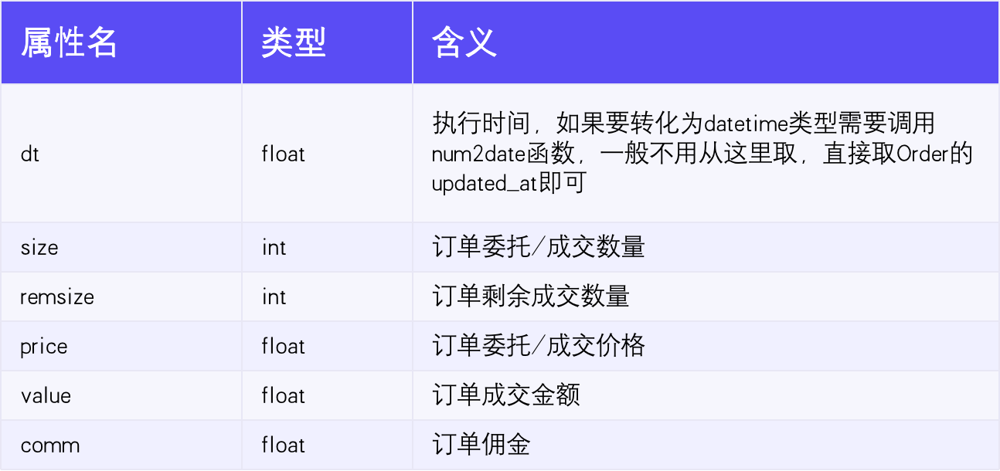 属性名 类型 含义
执行时间，如果要转化为datetime类型需要调用
dt float num2date函数，一般不用从这里取，直接取Order的
updated_at即可
size int 订单委托/成交数量
remsize int 订单剩余成交数量
price float 订单委托/成交价格
value float 订单成交金额
comm float 订单佣金